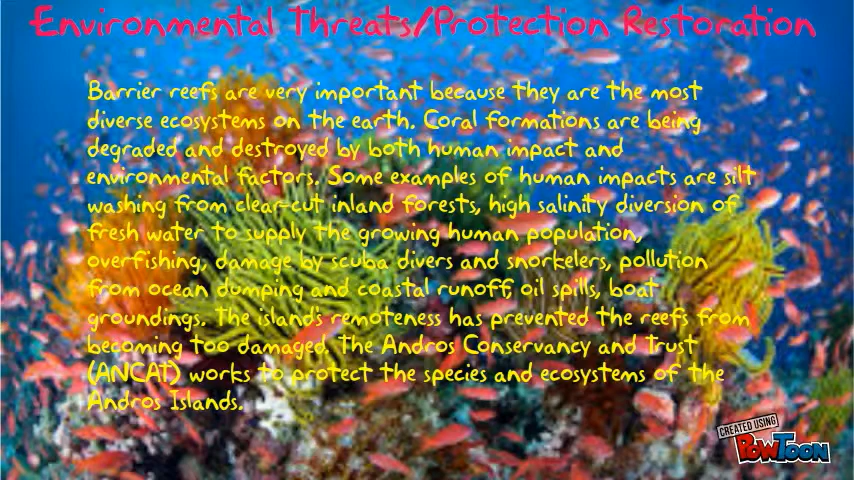 Environmental Threats/Protection Restoration
Barrier reefs are very important because they are the most
diverse ecosystems on the earth. Coral formations are being
degraded and destroyed by both human impact and
environmental factors. Some examples of human impacts are silt
washing from clear-cut inland forests, high salinity diversion of
fresh water to supply the growing human population,
overfishing, damage by scuba divers and snorkelers, pollution
from ocean dumping and coastal runoff, oil spills, boat
groundings. The island's remoteness has prevented the reefs from
becoming too damaged. The Andros Conservancy and Trust
(ANCAT) works to protect the species and ecosystems of the
Andros Islands.
CREATED USING
POWTOON